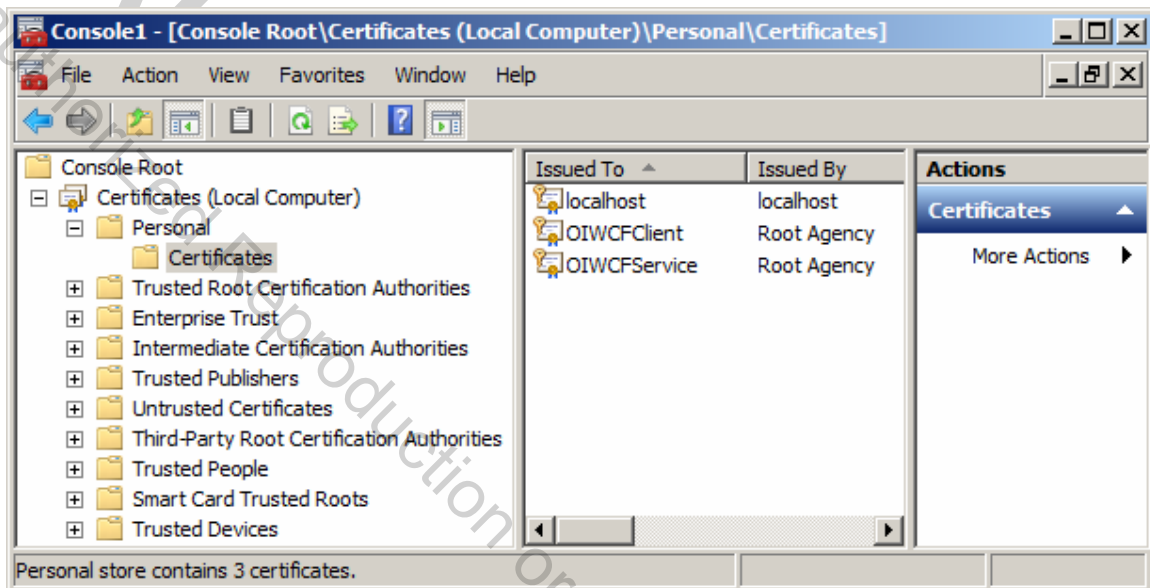 Console1 - [Console Root\Certificates (Local Computer)\Personal\Certificates]
File Action View Favorites Window Help
Console Root
Certificates (Local Computer)
Personal
Certificates
Trusted Root Certification Authorities
Enterprise Trust
Intermediate Certification Authorities
Trusted Publishers
Untrusted Certificates
Third-Party Root Certification Authorities
Trusted People
Smart Card Trusted Roots
Trusted Devices
Issued To Issued By
localhost localhost
OIWCFClient Root Agency
OIWCFService Root Agency
Actions
Certificates
More Actions
Personal store contains 3 certificates.
uthorized Reproduction or